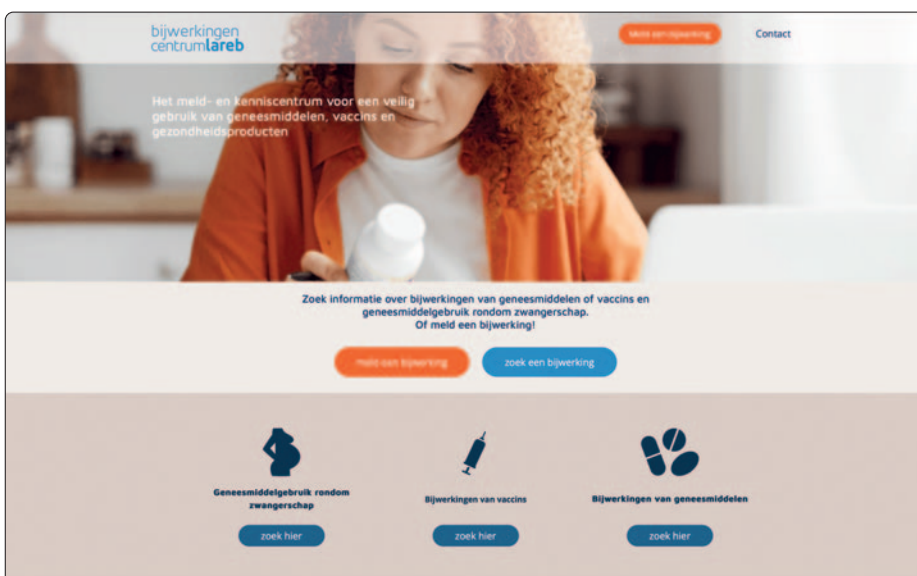 bijwerkingen
centrumlareb
Meld een bijwerking
Contact
Het meld- en kenniscentrum voor een veilig
gebruik van geneesmiddelen, vaccins en
gezondheidsproducten
Zoek informatie over bijwerkingen van geneesmiddelen of vaccins en
geneesmiddelgebruik rondom zwangerschap.
Of meld een bijwerking!
meld een bijwerking
zoek een bijwerking
Geneesmiddelgebruik rondom
zwangerschap
Bijwerkingen van vaccins
Bijwerkingen van geneesmiddelen
zoek hier
zoek hier
zoek hier